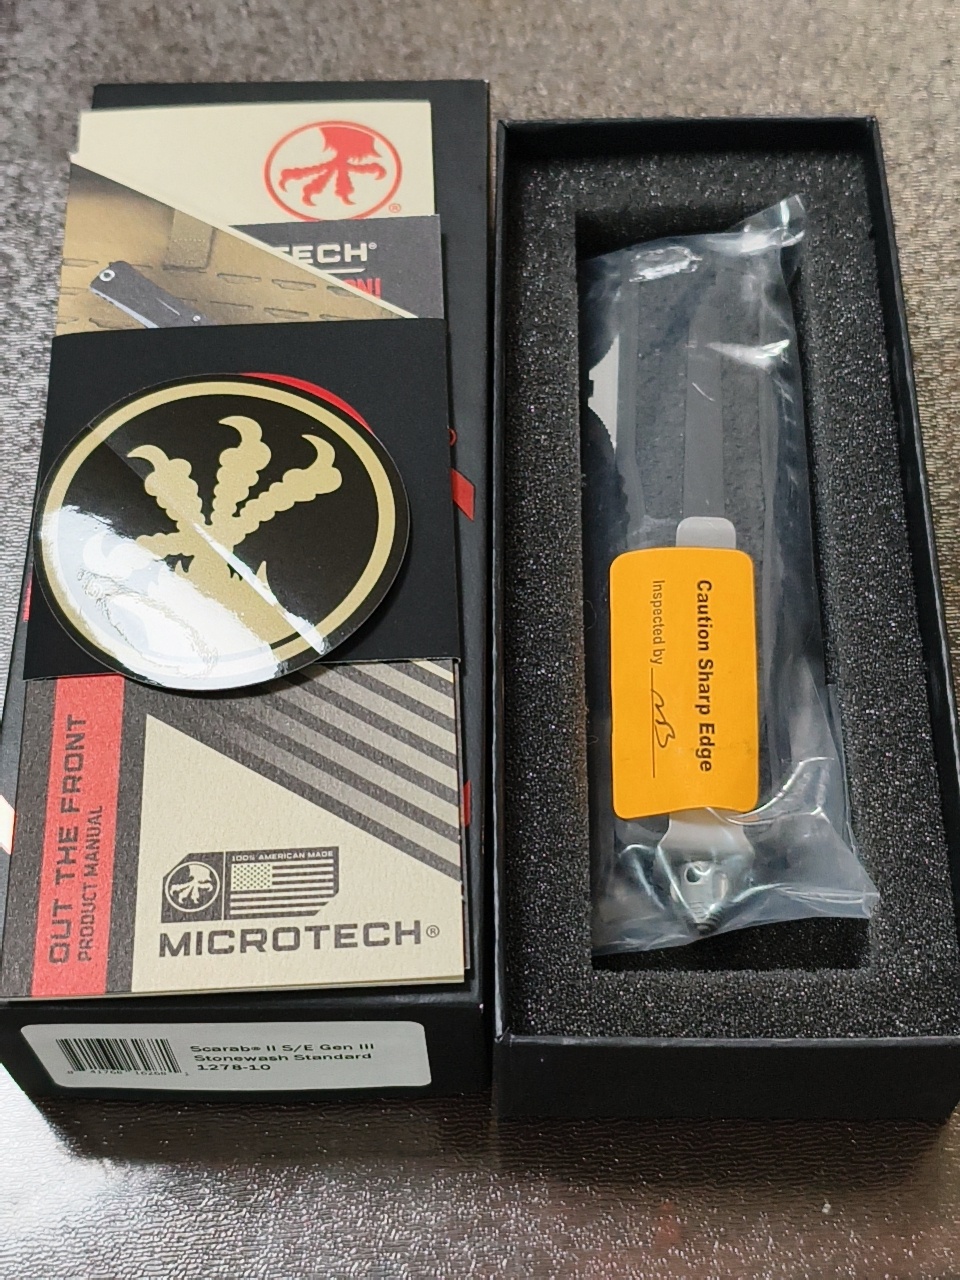 ®
TECH®
OUT THE FRONT
PRODUCT MANUAL
100% AMERICAN MADE
MICROTECH®
Scarab® II S/E Gen III
Stonewash Standard
1278-10
Caution Sharp Edge
Inspected by